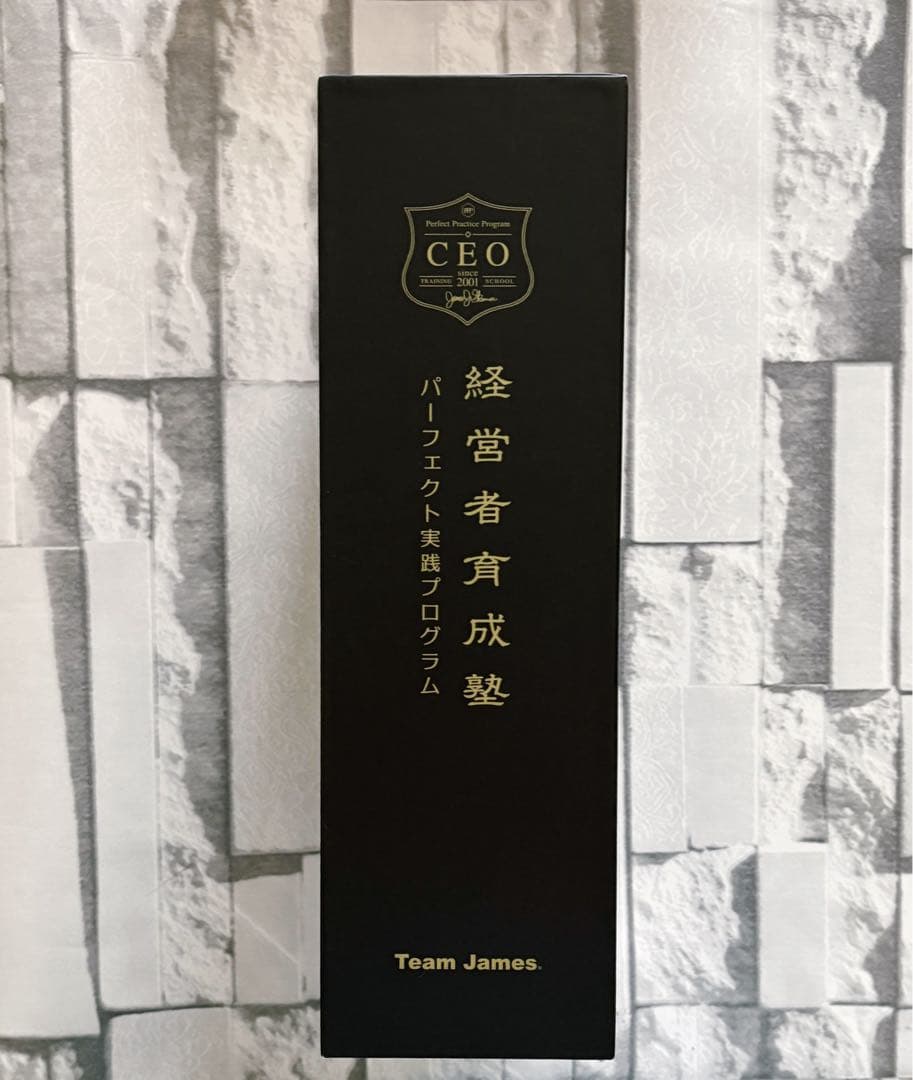 Perfect Practice Program
CEO
since
TRAINING 2001 SCHOOL
経営者育成塾
パーフェクト実践プログラム
Team James